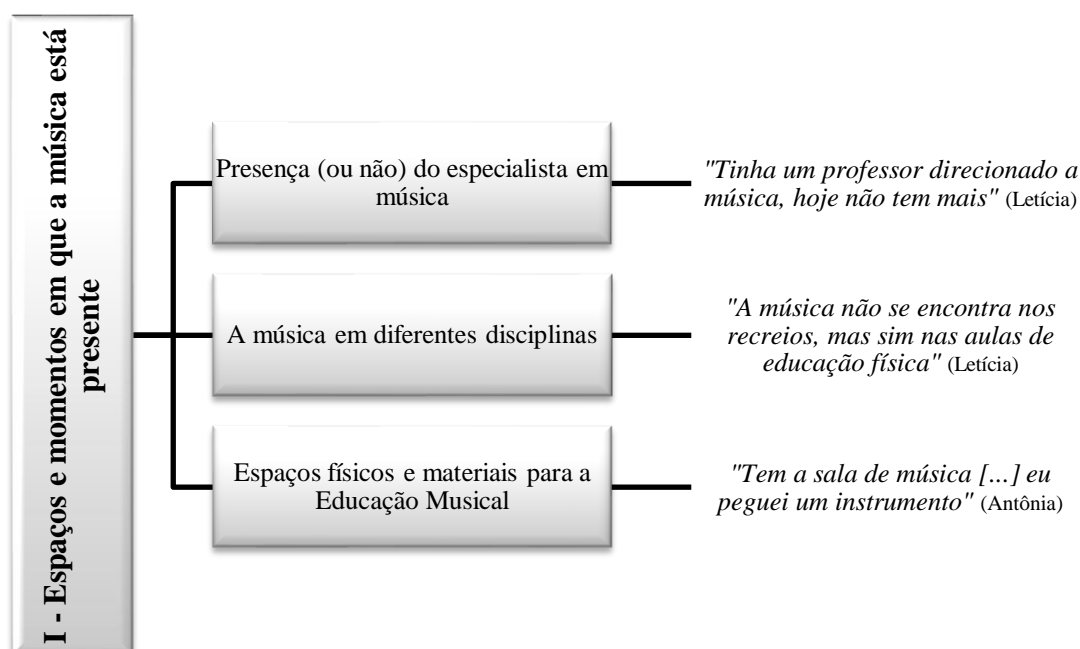 I - Espaços e momentos em que a música está
presente
Presença (ou não) do especialista em
música
"Tinha um professor direcionado a
música, hoje não tem mais" (Letícia)
A música em diferentes disciplinas
"A música não se encontra nos
recreios, mas sim nas aulas de
educação física" (Letícia)
Espaços físicos e materiais para a
Educação Musical
"Tem a sala de música [...] eu
peguei um instrumento" (Antônia)